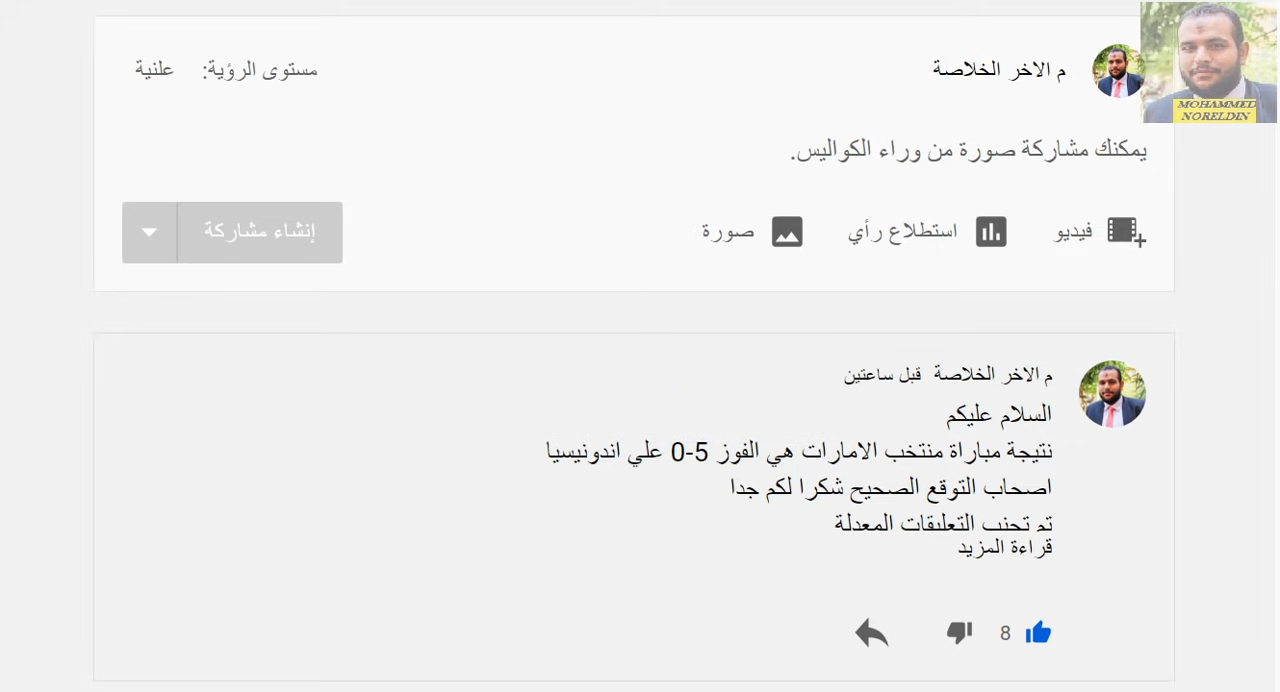 م الاخر الخلاصة
مستوى الرؤية: علنية
MOHAMMED
NORELDIN
يمكنك مشاركة صورة من وراء الكواليس.
فيديو
استطلاع رأي
صورة
إنشاء مشاركة
م الاخر الخلاصة قبل ساعتين
السلام عليكم
نتيجة مباراة منتخب الامارات هي الفوز 5-0 علي اندونيسيا
اصحاب التوقع الصحيح شكرا لكم جدا
تم تجنب التعليقات المعدلة
قراءة المزيد
8